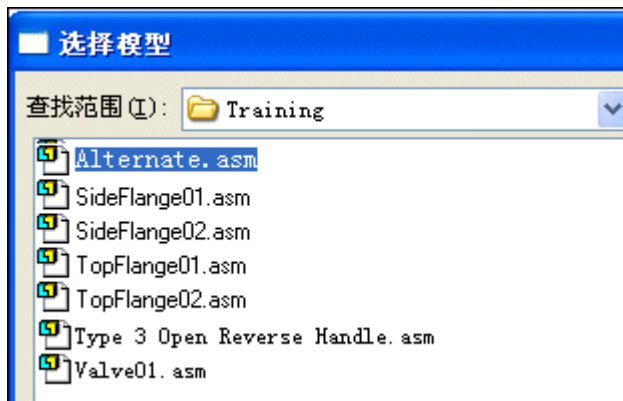 选择模型
查找范围(I): Training
Alternate.asm
SideFlange01.asm
SideFlange02.asm
TopFlange01.asm
TopFlange02.asm
Type 3 Open Reverse Handle.asm
Valve01.asm